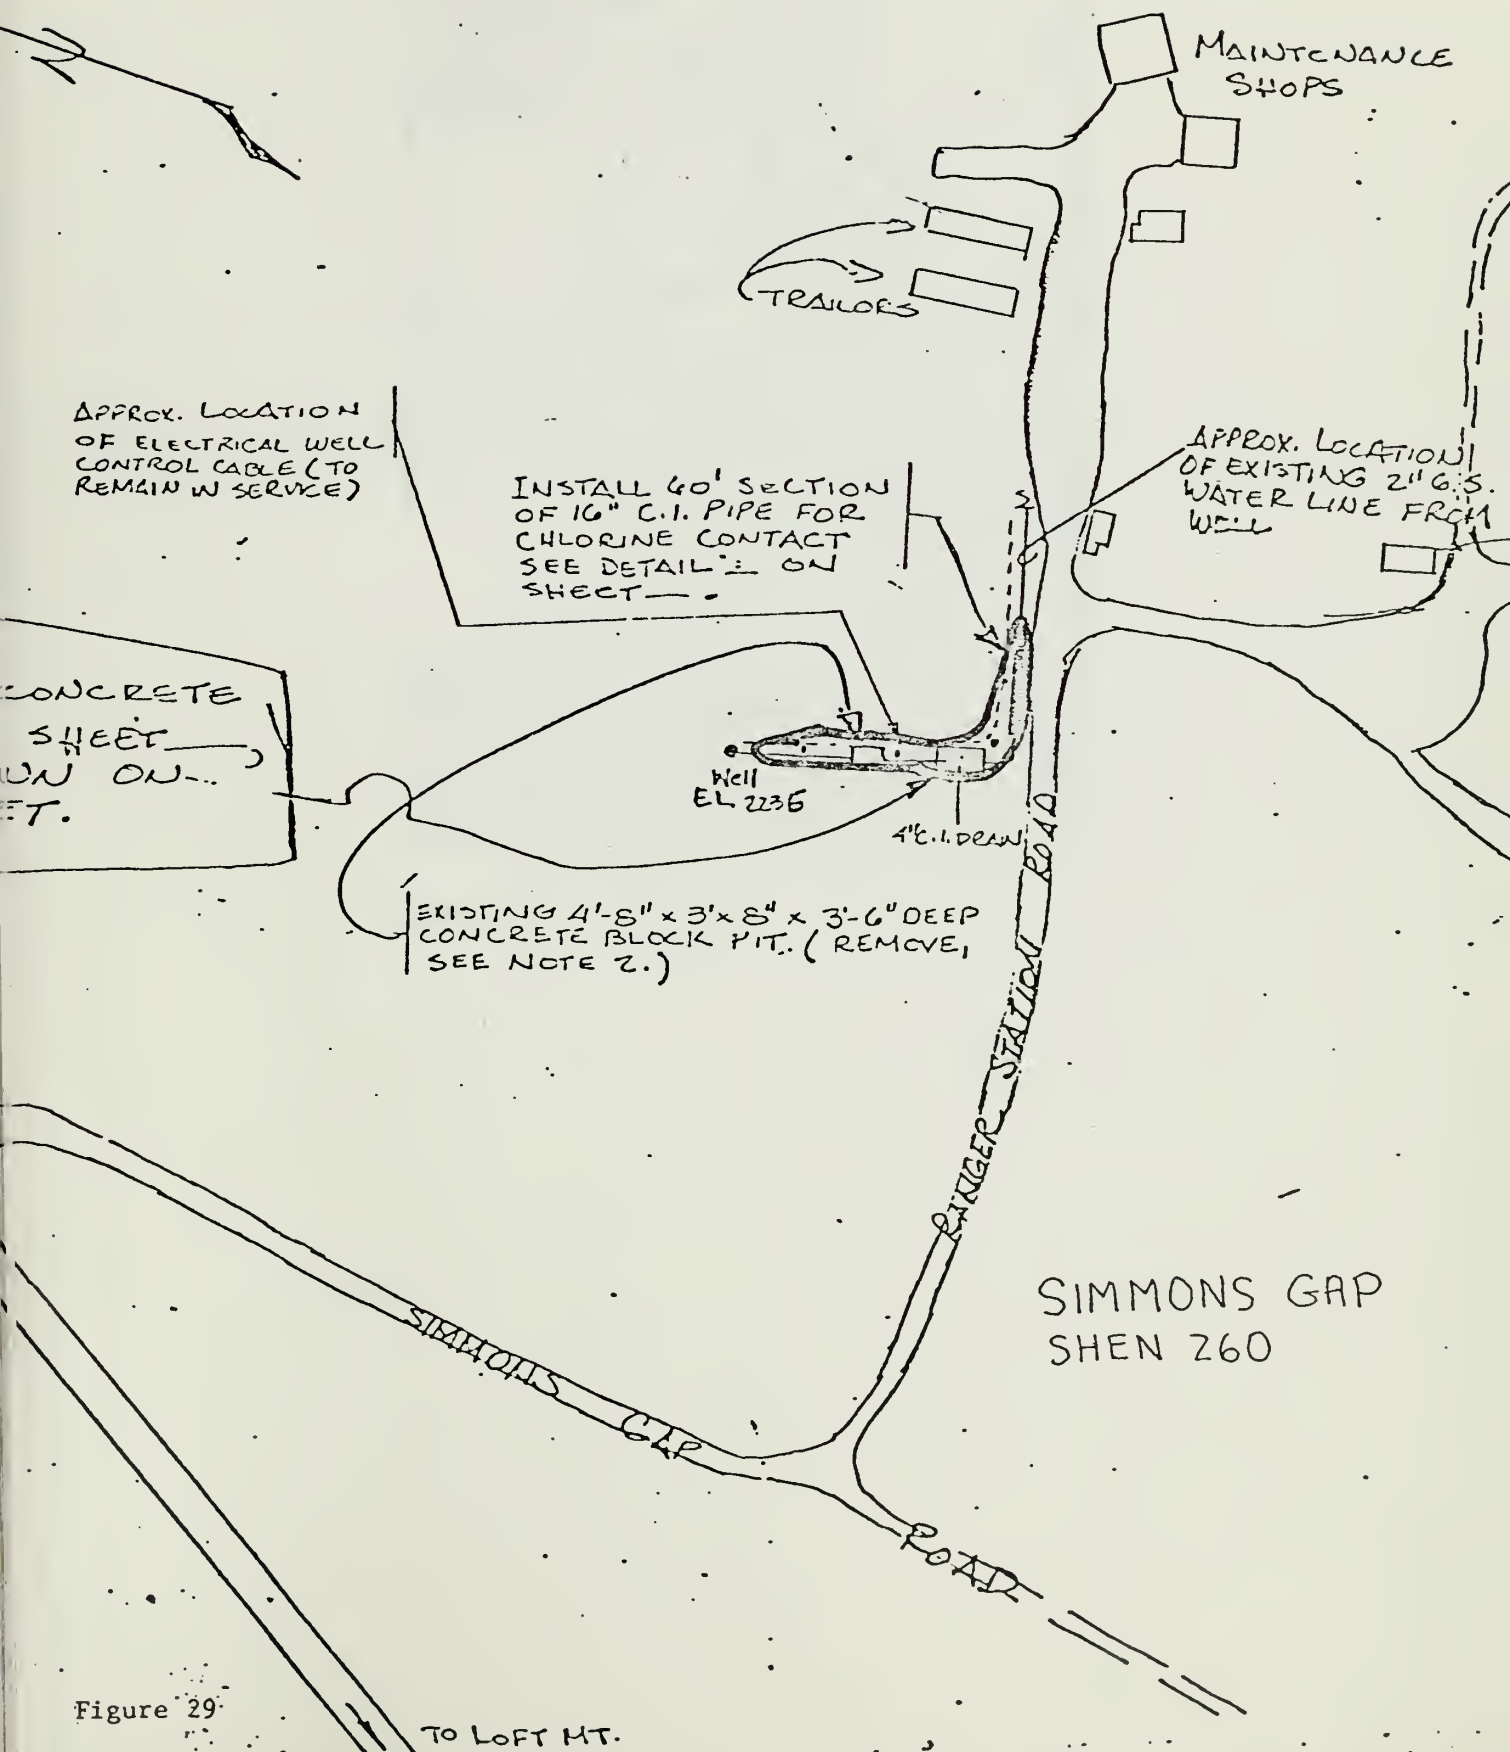 MAINTENANCE
SHOPS
TRAILORS
APPROX. LOCATION
OF ELECTRICAL WELL
CONTROL CABLE (TO
REMAIN IN SERVICE)
INSTALL 60' SECTION
OF 16" C.I. PIPE FOR
CHLORINE CONTACT
SEE DETAIL ON
SHEET —.
APPROX. LOCATION
OF EXISTING 2" G.S.
WATER LINE FROM
WELL
CONCRETE
SHEET
ON
Well
EL 2236
4" C.I. DRAIN
EXISTING 4'-8" x 3'x 8" x 3'-6" DEEP
CONCRETE BLOCK PIT. (REMOVE,
SEE NOTE 2.)
RANGER STATION ROAD
SIMMONS GAP ROAD
SIMMONS GAP
SHEN 260
Figure 29
TO LOFT MT.